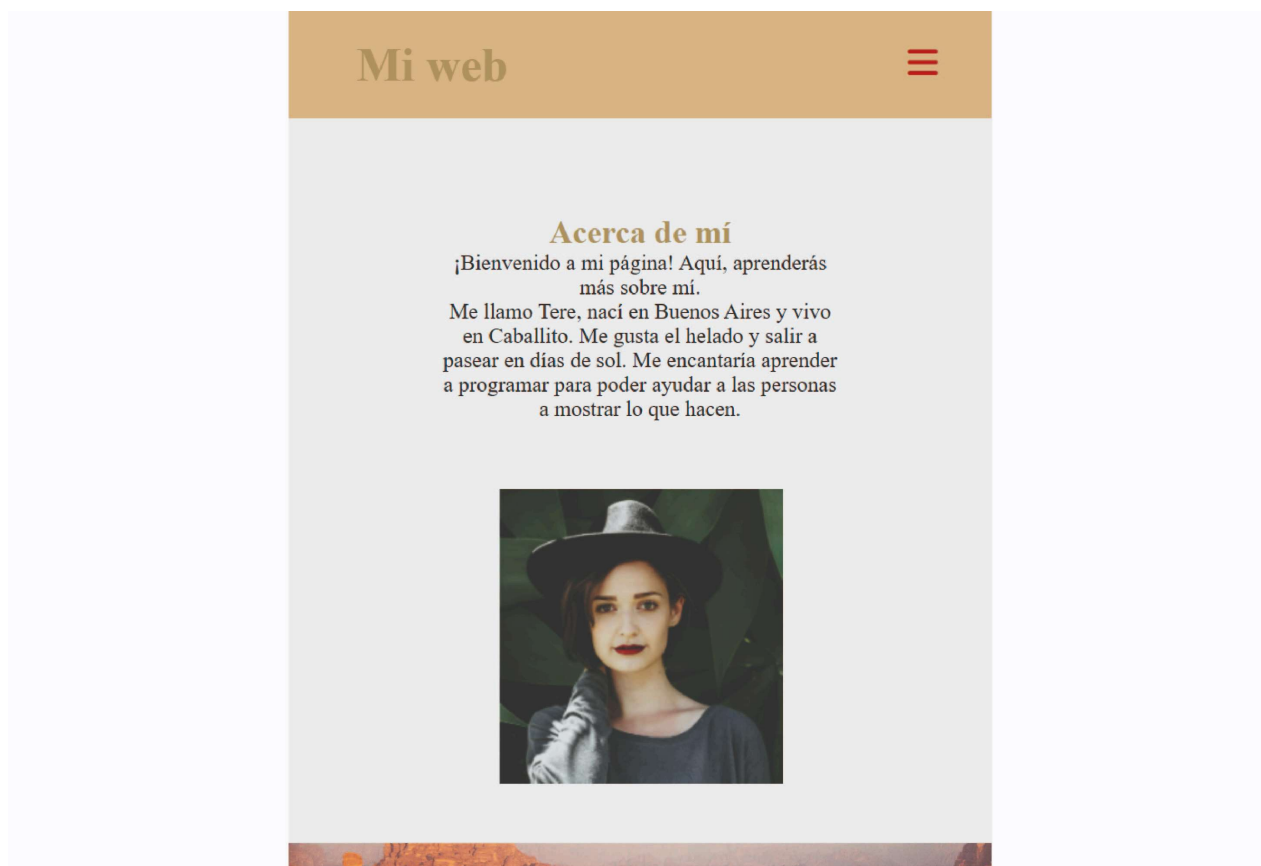 Mi web
Acerca de mí
¡Bienvenido a mi página! Aquí, aprenderás
más sobre mí.
Me llamo Tere, nací en Buenos Aires y vivo
en Caballito. Me gusta el helado y salir a
pasear en días de sol. Me encantaría aprender
a programar para poder ayudar a las personas
a mostrar lo que hacen.